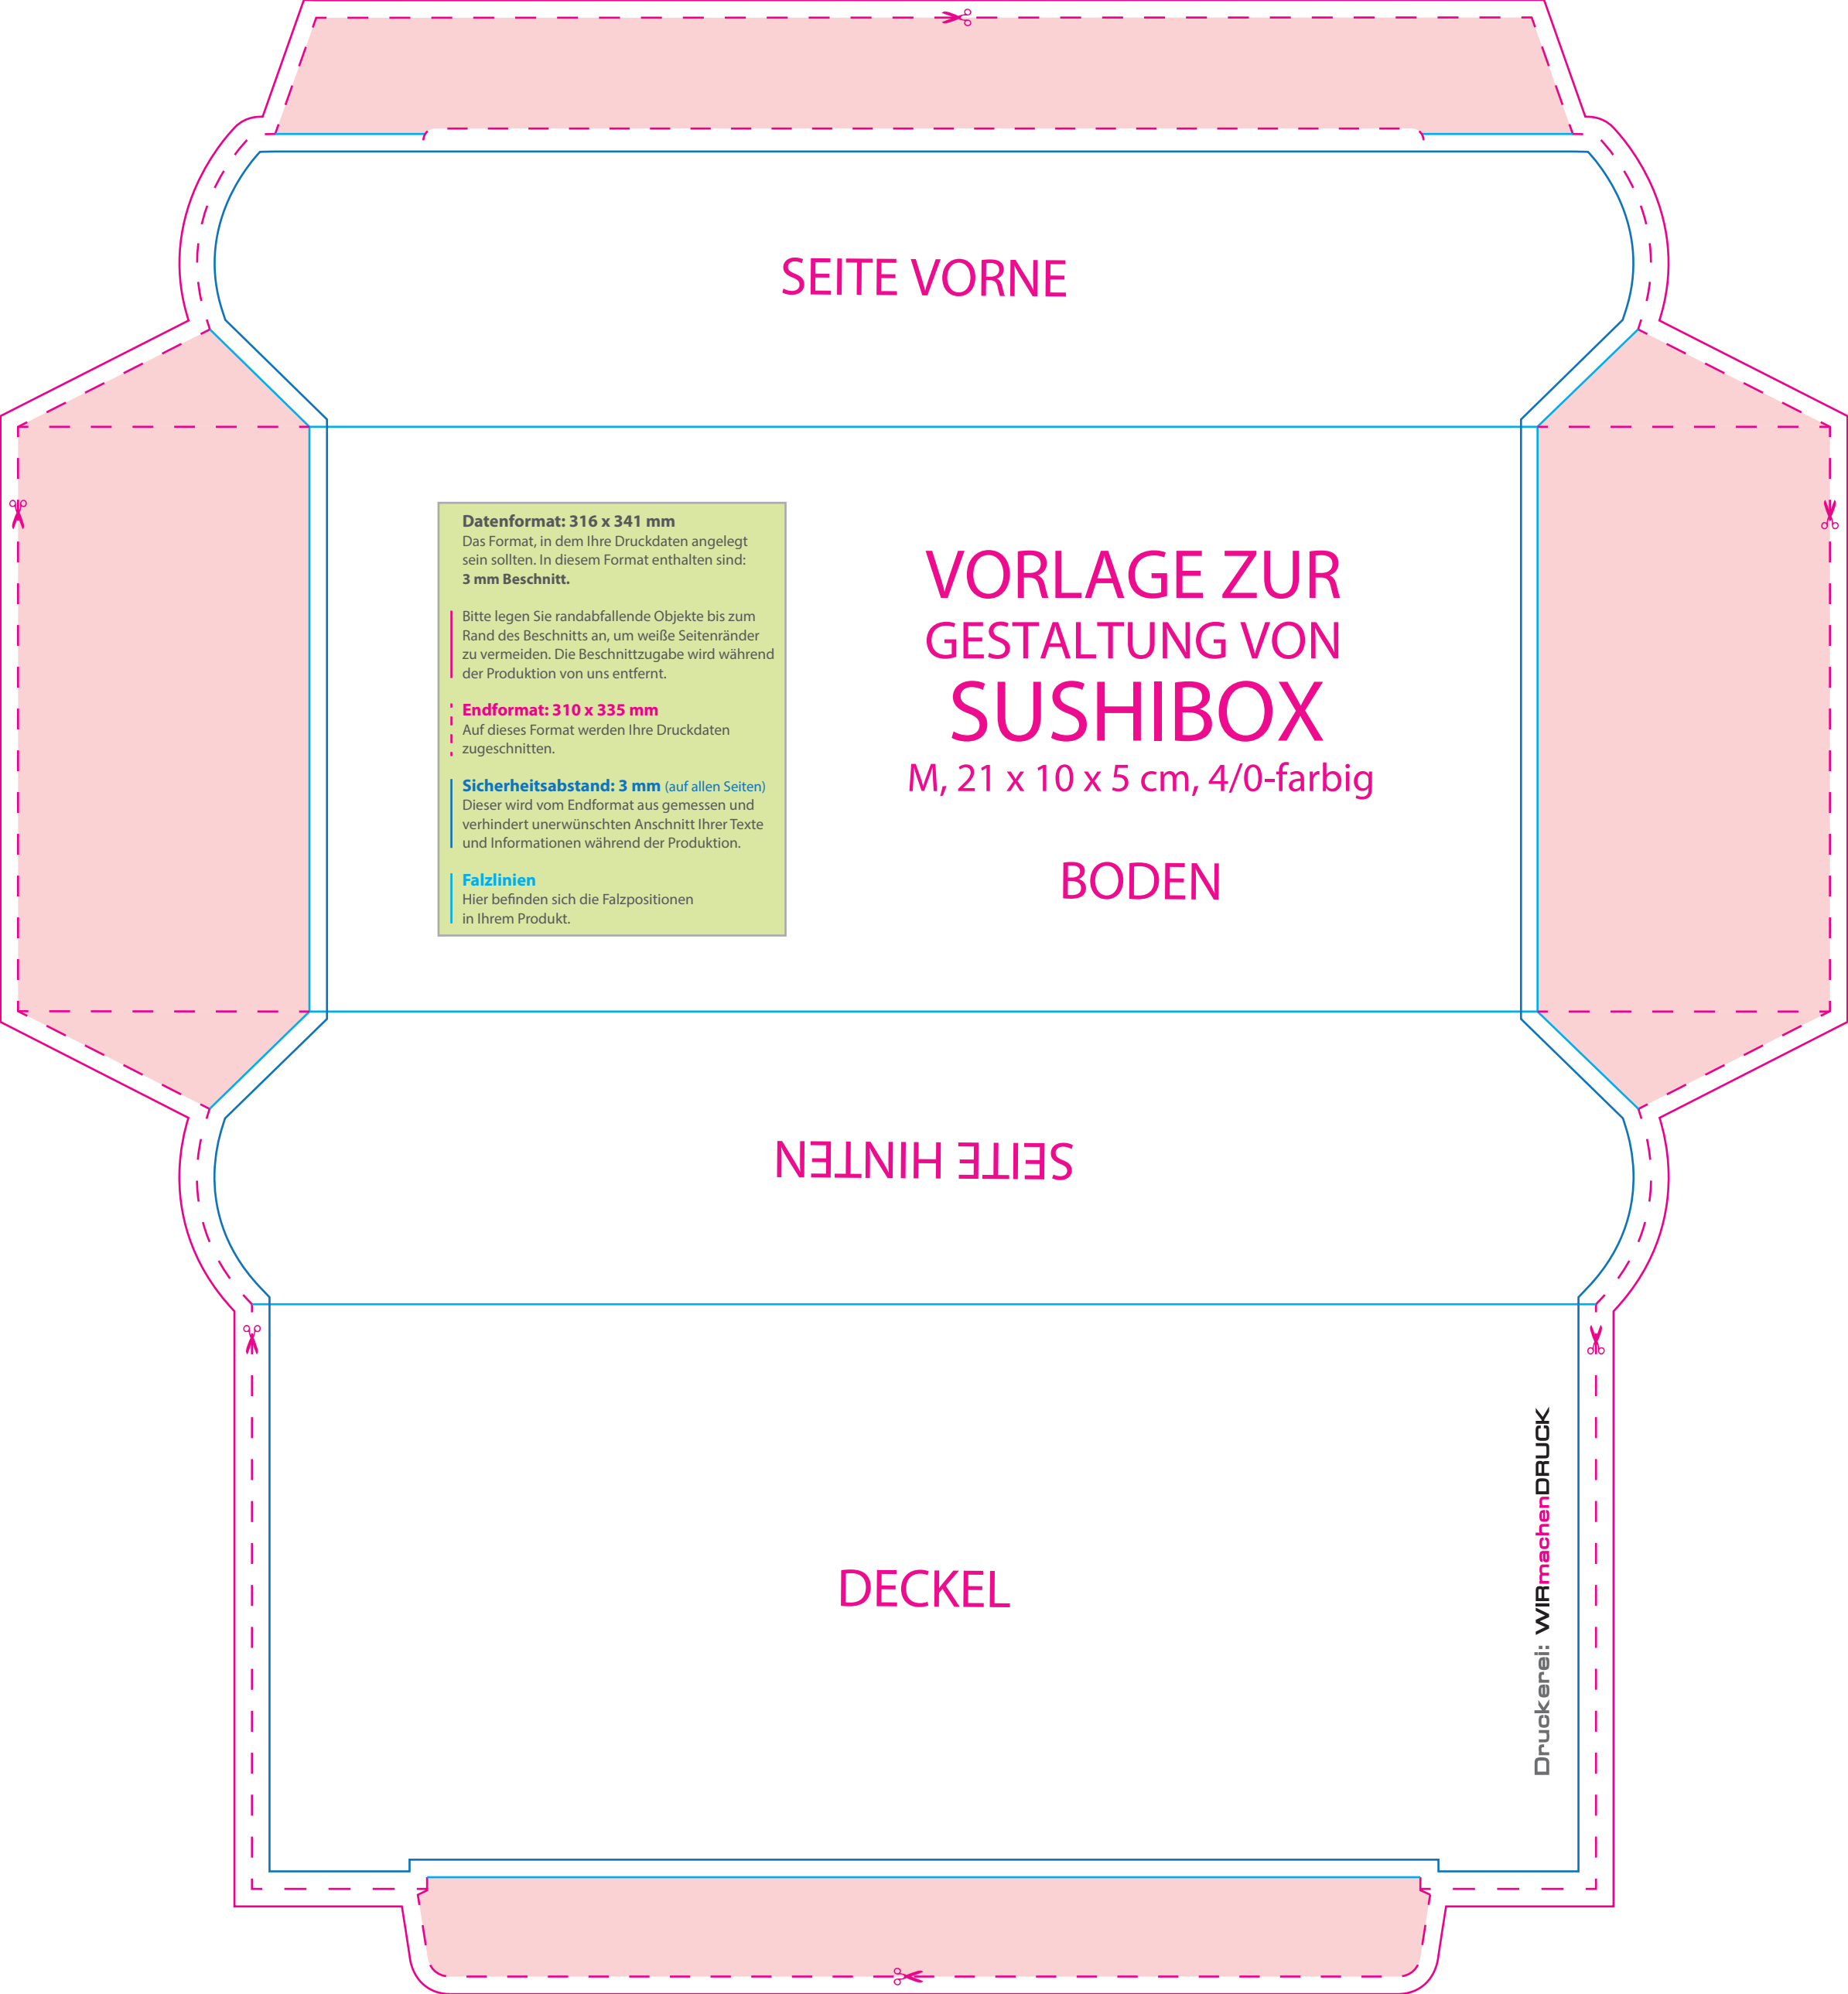 SEITE VORNE
Datenformat: 316 x 341 mm
Das Format, in dem Ihre Druckdaten angelegt
sein sollten. In diesem Format enthalten sind:
3 mm Beschnitt.
Bitte legen Sie randabfallende Objekte bis zum
Rand des Beschnitts an, um weiße Seitenränder
zu vermeiden. Die Beschnittzugabe wird während
der Produktion von uns entfernt.
Endformat: 310 x 335 mm
Auf dieses Format werden Ihre Druckdaten
zugeschnitten.
Sicherheitsabstand: 3 mm (auf allen Seiten)
Dieser wird vom Endformat aus gemessen und
verhindert unerwünschten Anschnitt Ihrer Texte
und Informationen während der Produktion.
Falzlinien
Hier befinden sich die Falzpositionen
in Ihrem Produkt.
VORLAGE ZUR
GESTALTUNG VON
SUSHIBOX
M, 21 x 10 x 5 cm, 4/0-farbig
BODEN
SEITE HINTEN
DECKEL
Druckerei: WIRmachenDRUCK